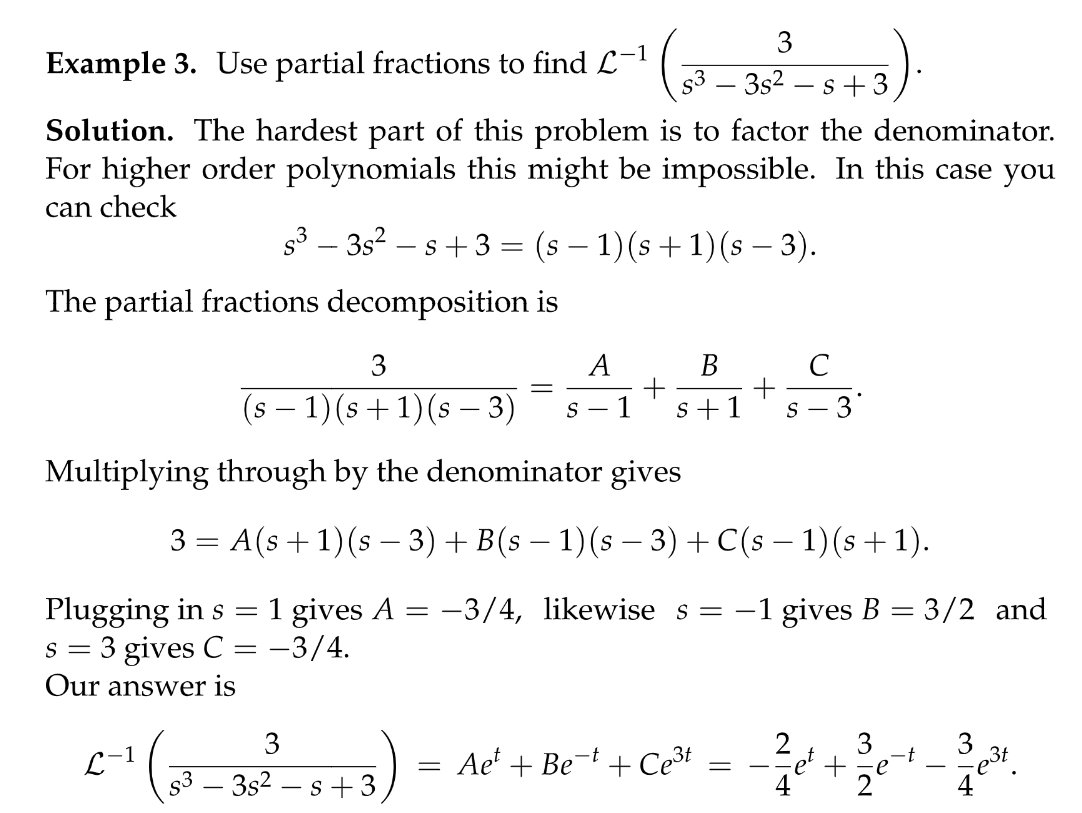 Example 3. Use partial fractions to find $\mathcal{L}^{-1}\left(\frac{3}{s^3 - 3s^2 - s + 3}\right)$.
Solution. The hardest part of this problem is to factor the denominator.
For higher order polynomials this might be impossible. In this case you
can check
$s^3 - 3s^2 - s + 3 = (s - 1)(s + 1)(s - 3).$
The partial fractions decomposition is
$\frac{3}{(s - 1)(s + 1)(s - 3)} = \frac{A}{s - 1} + \frac{B}{s + 1} + \frac{C}{s - 3}.$
Multiplying through by the denominator gives
$3 = A(s + 1)(s - 3) + B(s - 1)(s - 3) + C(s - 1)(s + 1).$
Plugging in $s = 1$ gives $A = -3/4$, likewise $s = -1$ gives $B = 3/2$ and
$s = 3$ gives $C = -3/4$.
Our answer is
$\mathcal{L}^{-1}\left(\frac{3}{s^3 - 3s^2 - s + 3}\right) = Ae^t + Be^{-t} + Ce^{3t} = -\frac{2}{4}e^t + \frac{3}{2}e^{-t} - \frac{3}{4}e^{3t}.$